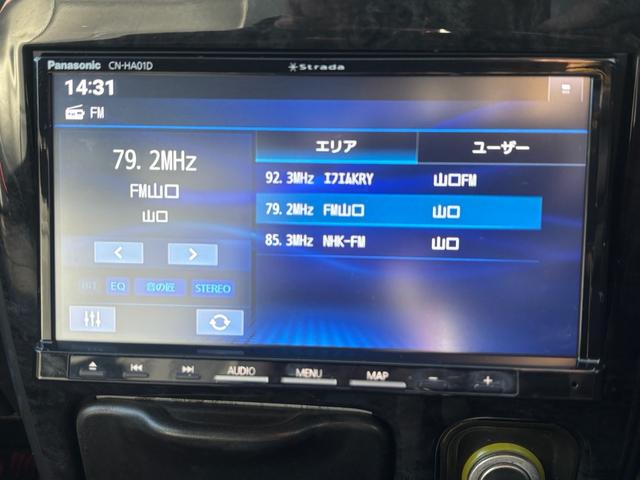 Panasonic CN-HA01D Strada
14:31
FM
79.2MHz
FM山口
山口
エリア ユーザー
92.3MHz エフエムKRY 山口FM
79.2MHz FM山口 山口
85.3MHz NHK-FM 山口
BIT EQ 音の匠 STEREO
AUDIO MENU MAP